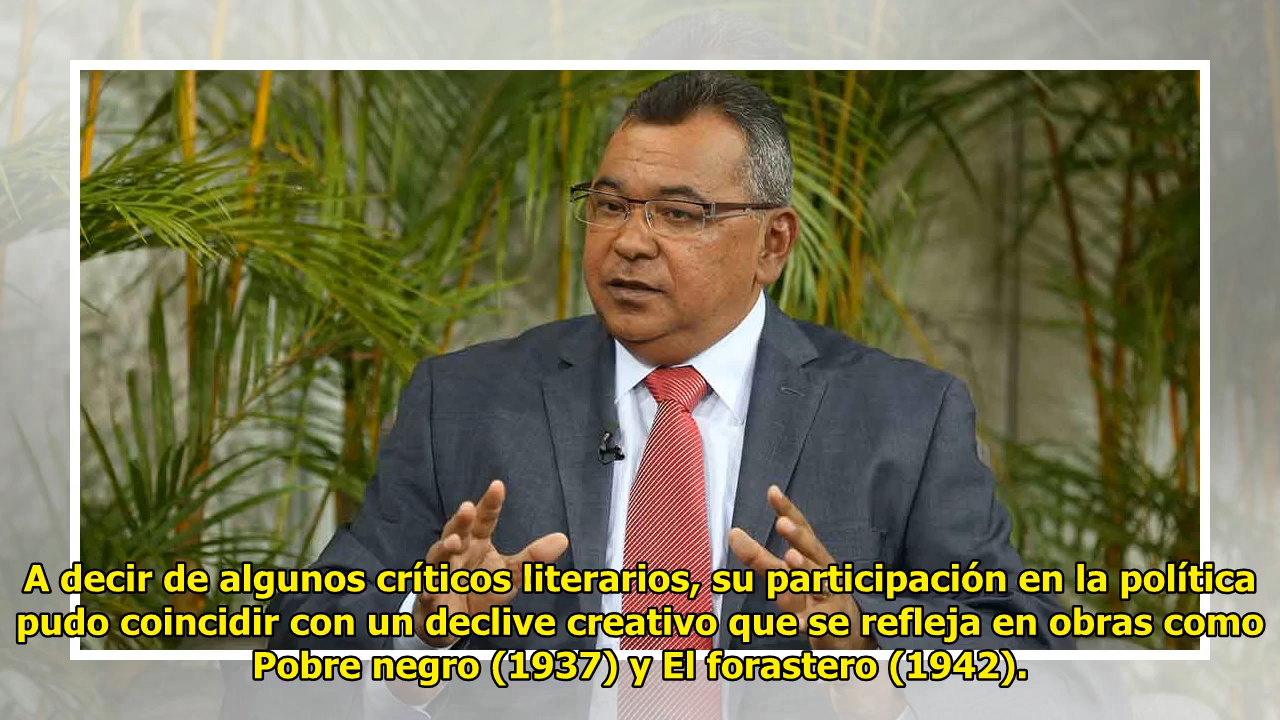 A decir de algunos críticos literarios, su participación en la política
pudo coincidir con un declive creativo que se refleja en obras como
Pobre negro (1937) y El forastero (1942).